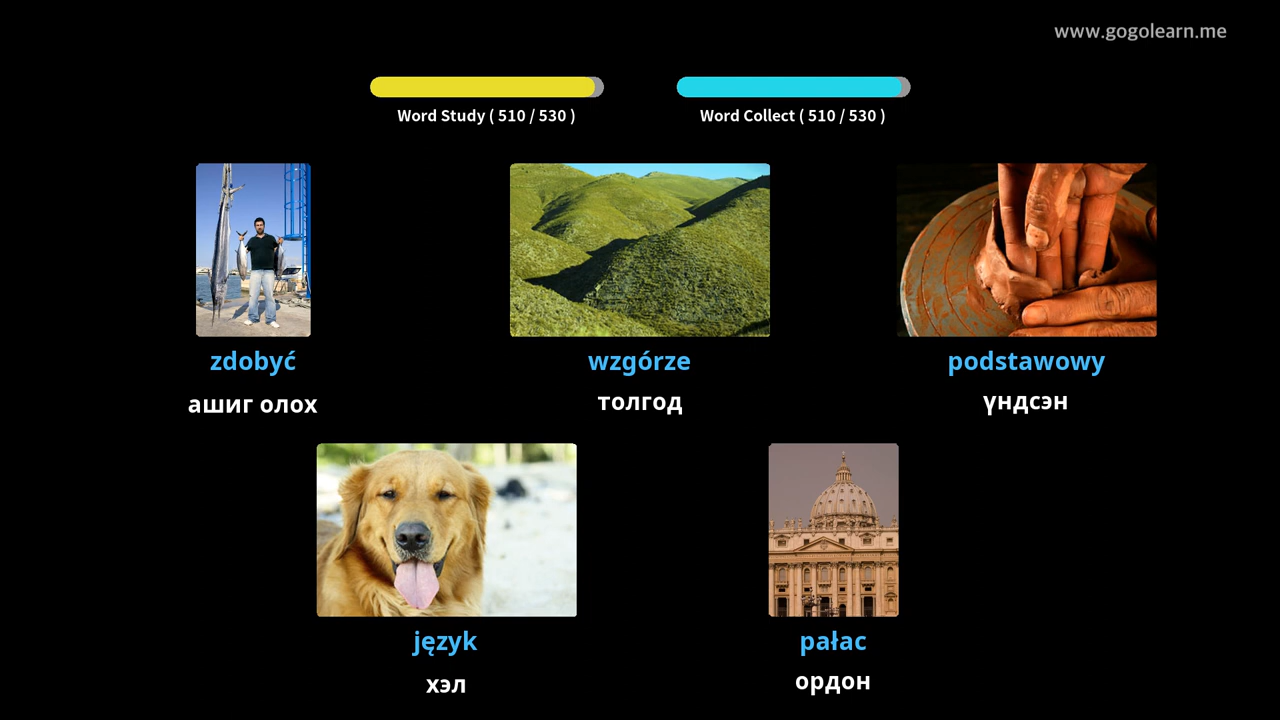 www.gogolearn.me
Word Study ( 510 / 530 )
Word Collect ( 510 / 530 )
zdobyć
wzgórze
podstawowy
ашиг олох
толгод
үндсэн
język
pałac
хэл
ордон